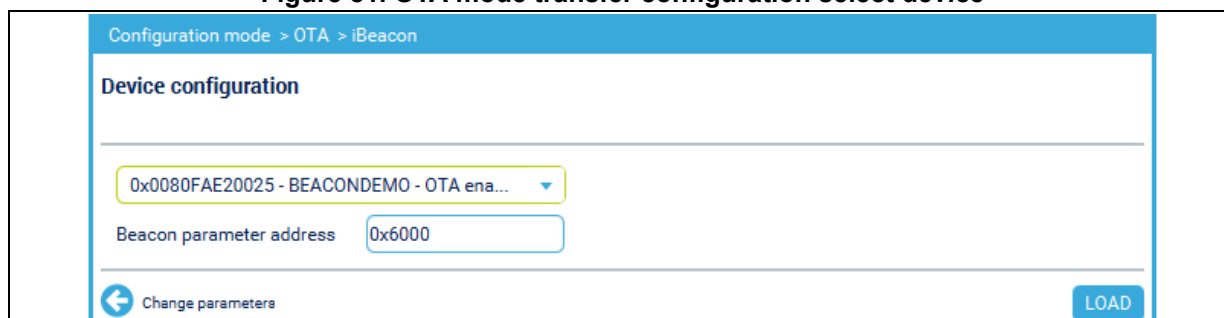 Configuration mode > OTA > iBeacon
Device configuration
0x0080FAE20025 - BEACONDEMO - OTA ena...
Beacon parameter address 0x6000
Change parameters LOAD